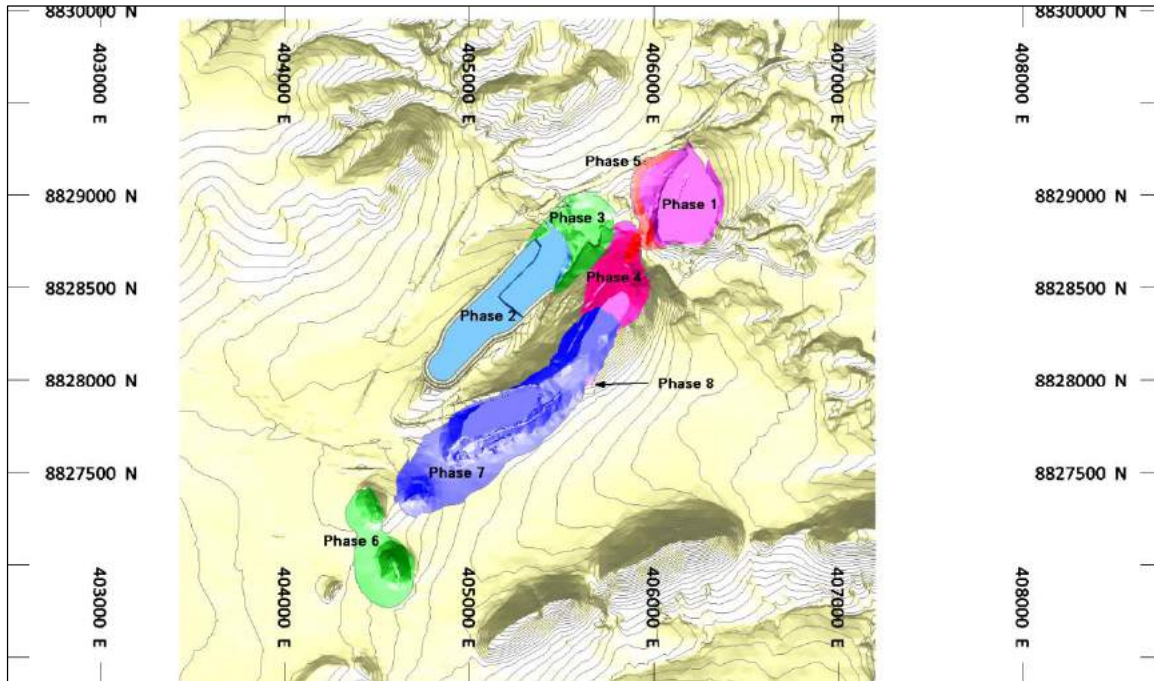 8830000 N
8830000 N
403000 E
404000 E
405000 E
406000 E
407000 E
408000 E
Phase 5
8829000 N
Phase 1
8829000 N
Phase 3
Phase 4
8828500 N
8828500 N
Phase 2
8828000 N
Phase 8
8828000 N
8827500 N
Phase 7
8827500 N
Phase 6
403000 E
404000 E
405000 E
406000 E
407000 E
408000 E